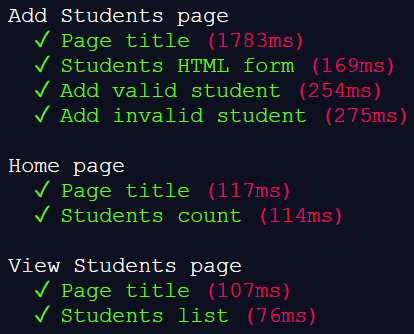 Add Students page
✓ Page title (1783ms)
✓ Students HTML form (169ms)
✓ Add valid student (254ms)
✓ Add invalid student (275ms)
Home page
✓ Page title (117ms)
✓ Students count (114ms)
View Students page
✓ Page title (107ms)
✓ Students list (76ms)